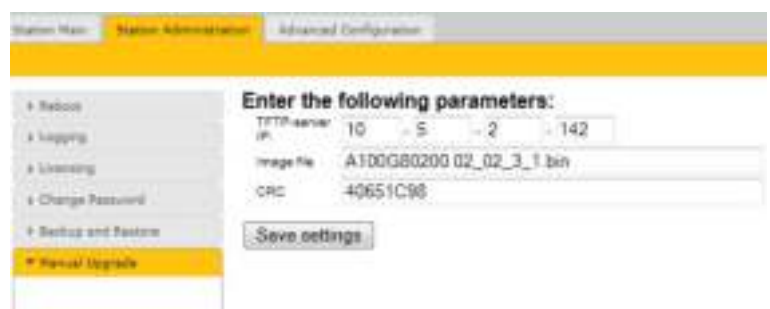 Station Main Station Administration Advanced Configuration
Reboot
Logging
Licensing
Change Password
Backup and Restore
Manual Upgrade
Enter the following parameters:
TFTP-server IP: 10 . 5 . 2 . 142
Image file A100G80200 02_02_3_1.bin
CRC 40651C98
Save settings